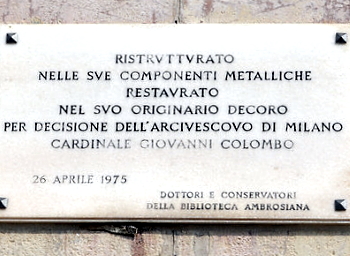 RISTRVTTVRATO
NELLE SVE COMPONENTI METALLICHE
RESTAVRATO
NEL SVO ORIGINARIO DECORO
PER DECISIONE DELL'ARCIVESCOVO DI MILANO
CARDINALE GIOVANNI COLOMBO
26 APRILE 1975
DOTTORI E CONSERVATORI
DELLA BIBLIOTECA AMBROSIANA